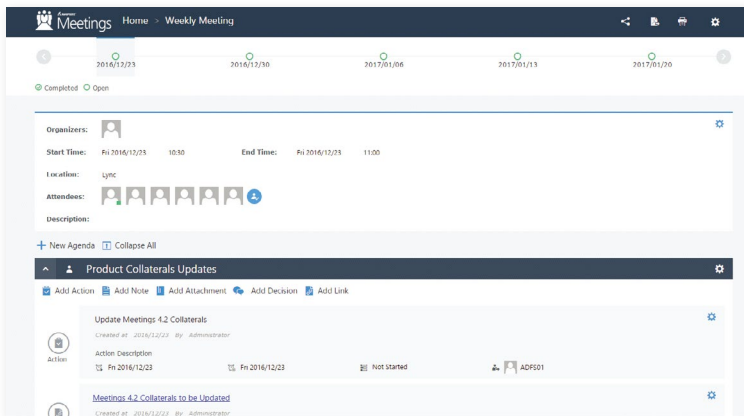 Meetings Home > Weekly Meeting
2016/12/23 2016/12/30 2017/01/06 2017/01/13 2017/01/20
Completed Open
Organizers:
Start Time: Fri 2016/12/23 10:30 End Time: Fri 2016/12/23 11:00
Location: Lync
Attendees:
Description:
New Agenda Collapse All
Product Collaterals Updates
Add Action Add Note Add Attachment Add Decision Add Link
Update Meetings 4.2 Collaterals
Created at 2016/12/23 By Administrator
Action Action Description
Fri 2016/12/23 Fri 2016/12/23 Not Started ADFS01
Meetings 4.2 Collaterals to be Updated
Created at 2016/12/23 By Administrator